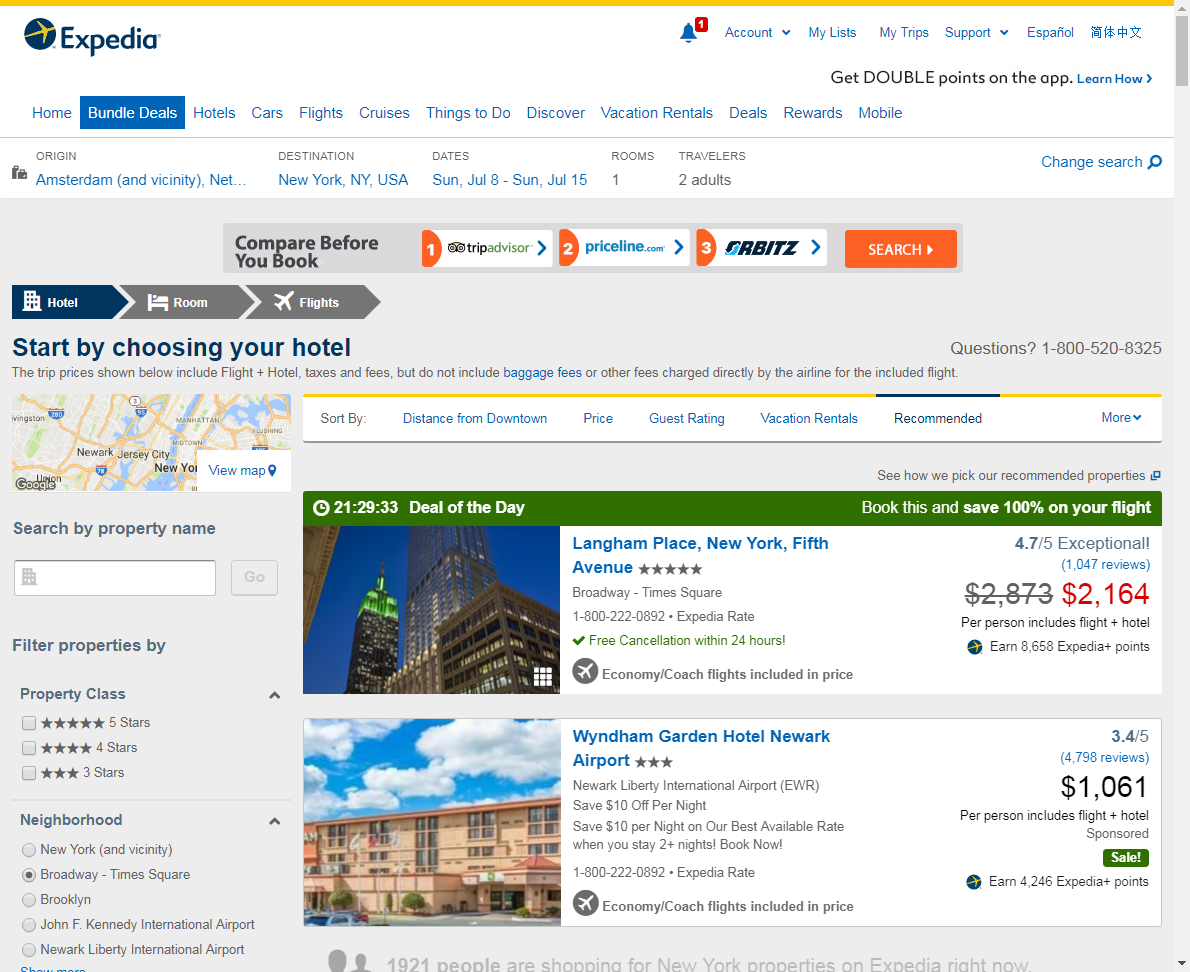 Expedia
1
Account
My Lists
My Trips
Support
Español
简体中文
Get DOUBLE points on the app. Learn How
Home
Bundle Deals
Hotels
Cars
Flights
Cruises
Things to Do
Discover
Vacation Rentals
Deals
Rewards
Mobile
ORIGIN
Amsterdam (and vicinity), Net...
DESTINATION
New York, NY, USA
DATES
Sun, Jul 8 - Sun, Jul 15
ROOMS
1
TRAVELERS
2 adults
Change search
Compare Before
You Book
1 tripadvisor
2 priceline.com
3 ORBITZ
SEARCH
Hotel
Room
Flights
Start by choosing your hotel
Questions? 1-800-520-8325
The trip prices shown below include Flight + Hotel, taxes and fees, but do not include baggage fees or other fees charged directly by the airline for the included flight.
ivingston
280
3
95
MANHATTAN
FLUSHING
MIDTOWN
Newark
Jersey City
78
New Yor
Union
Google
View map
Sort By:
Distance from Downtown
Price
Guest Rating
Vacation Rentals
Recommended
More
See how we pick our recommended properties
Search by property name
Go
Filter properties by
Property Class
5 Stars
4 Stars
3 Stars
Neighborhood
New York (and vicinity)
Broadway - Times Square
Brooklyn
John F. Kennedy International Airport
Newark Liberty International Airport
Show more
21:29:33 Deal of the Day
Book this and save 100% on your flight
Langham Place, New York, Fifth
Avenue
Broadway - Times Square
1-800-222-0892 • Expedia Rate
Free Cancellation within 24 hours!
Economy/Coach flights included in price
4.7/5 Exceptional!
(1,047 reviews)
$2,873 $2,164
Per person includes flight + hotel
Earn 8,658 Expedia+ points
Wyndham Garden Hotel Newark
Airport
Newark Liberty International Airport (EWR)
Save $10 Off Per Night
Save $10 per Night on Our Best Available Rate
when you stay 2+ nights! Book Now!
1-800-222-0892 • Expedia Rate
Economy/Coach flights included in price
3.4/5
(4,798 reviews)
$1,061
Per person includes flight + hotel
Sponsored
Sale!
Earn 4,246 Expedia+ points
1921 people are shopping for New York properties on Expedia right now.